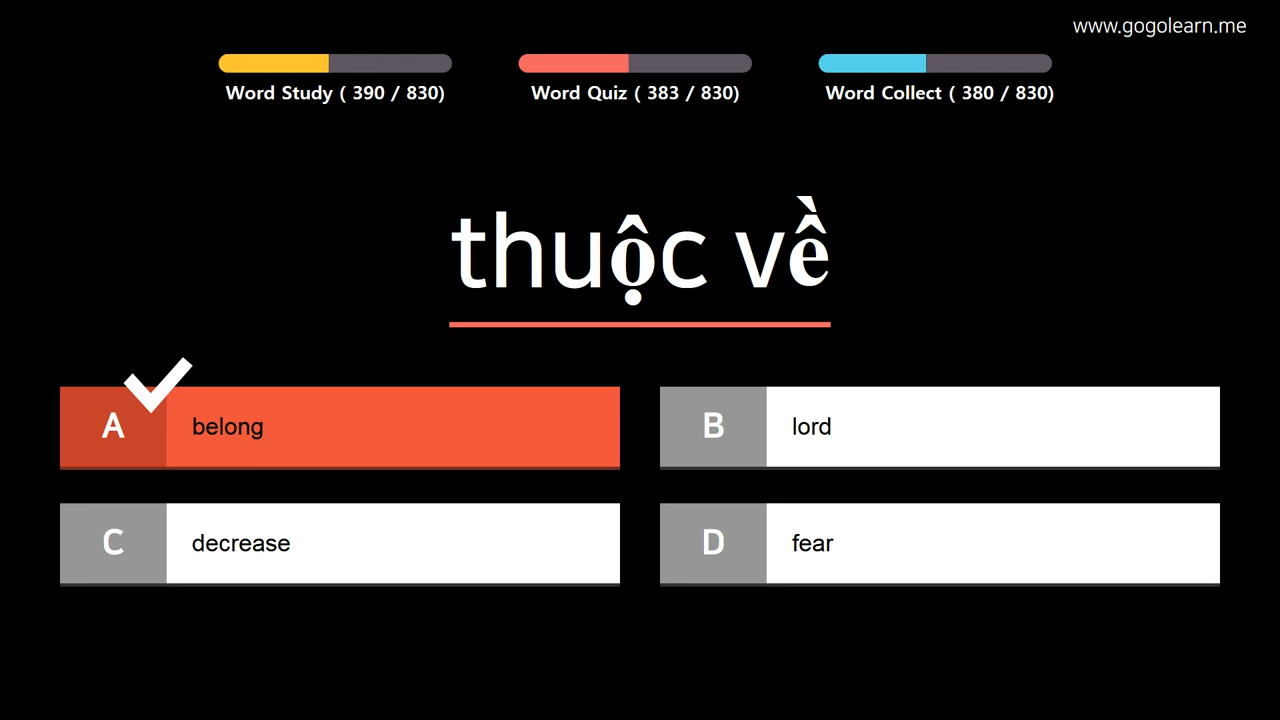 www.gogolearn.me
Word Study ( 390 / 830)
Word Quiz ( 383 / 830)
Word Collect ( 380 / 830)
thuộc về
A belong
B lord
C decrease
D fear